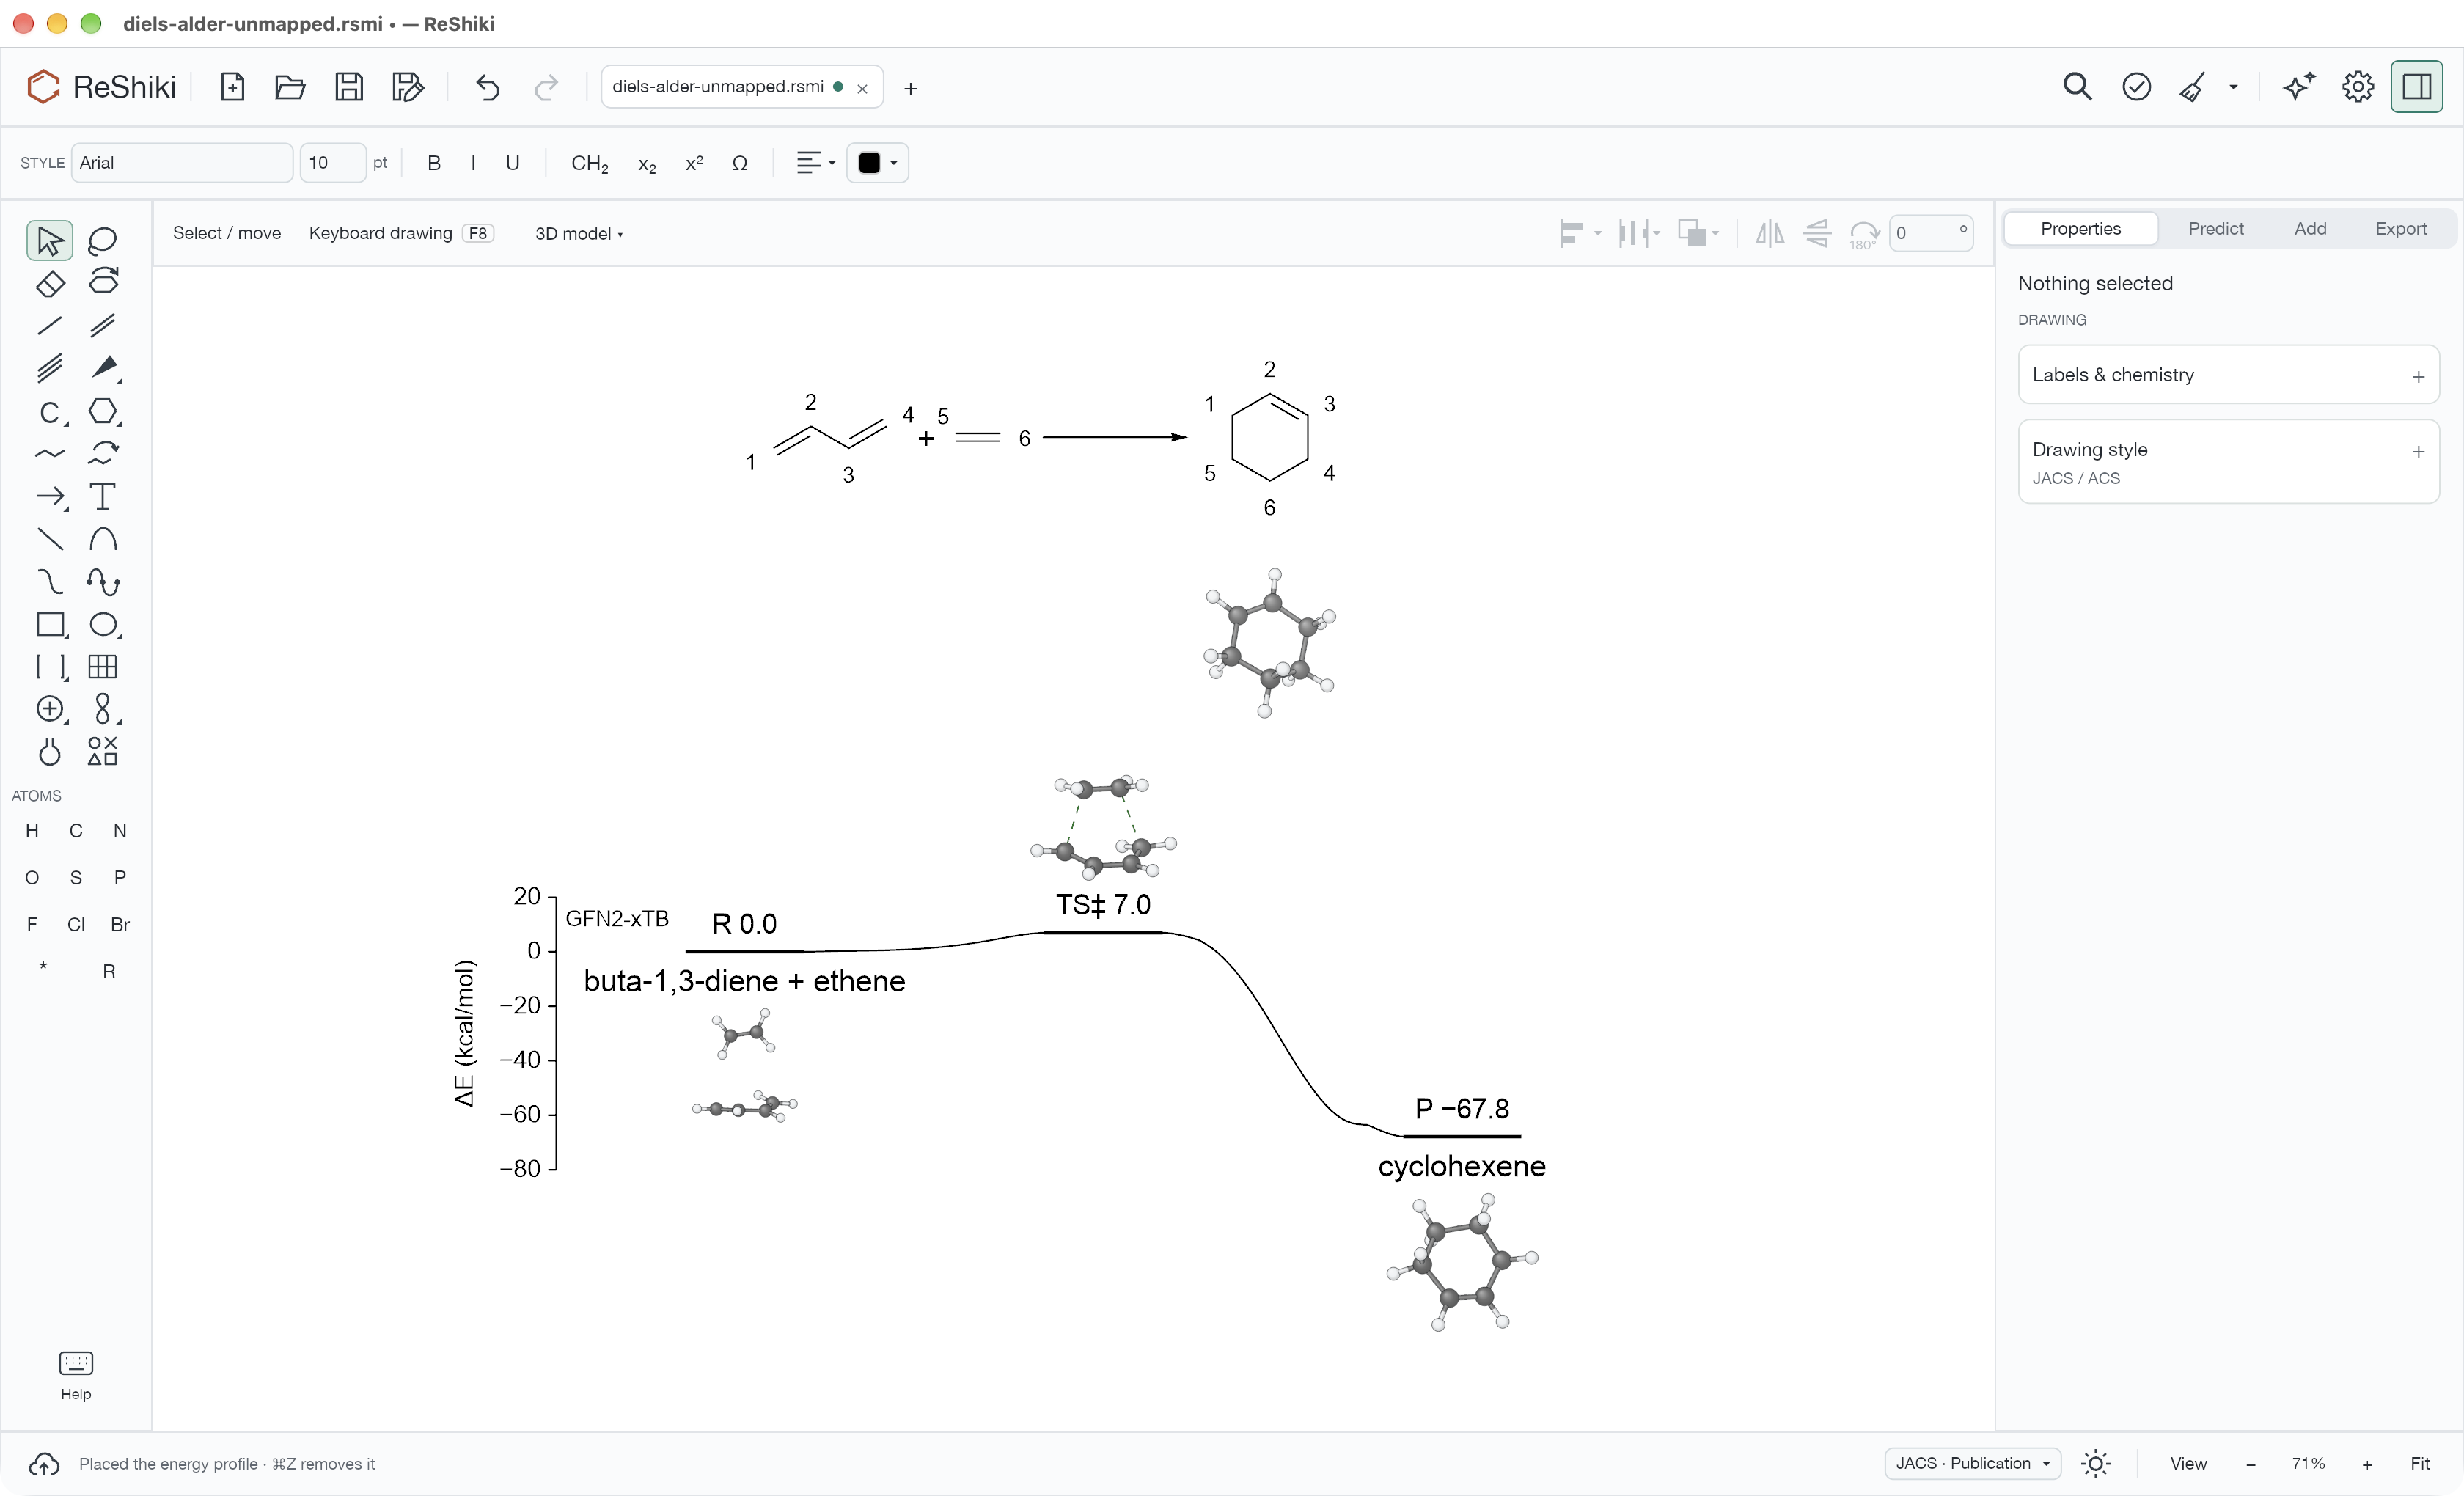 diels-alder-unmapped.rsmi • — ReShiki
ReShiki
diels-alder-unmapped.rsmi
STYLE Arial 10 pt B I U CH₂ x₂ x² Ω
Select / move Keyboard drawing F8 3D model
180° 0 °
Properties Predict Add Export
Nothing selected
DRAWING
Labels & chemistry +
Drawing style +
JACS / ACS
C
T
ATOMS
H C N
O S P
F Cl Br
* R
Help
1 2 3 4 + 5 6
1 2 3 4 5 6
ΔE (kcal/mol)
20
0
−20
−40
−60
−80
GFN2-xTB
R 0.0
buta-1,3-diene + ethene
TS‡ 7.0
P −67.8
cyclohexene
Placed the energy profile · ⌘Z removes it
JACS · Publication
View − 71% + Fit